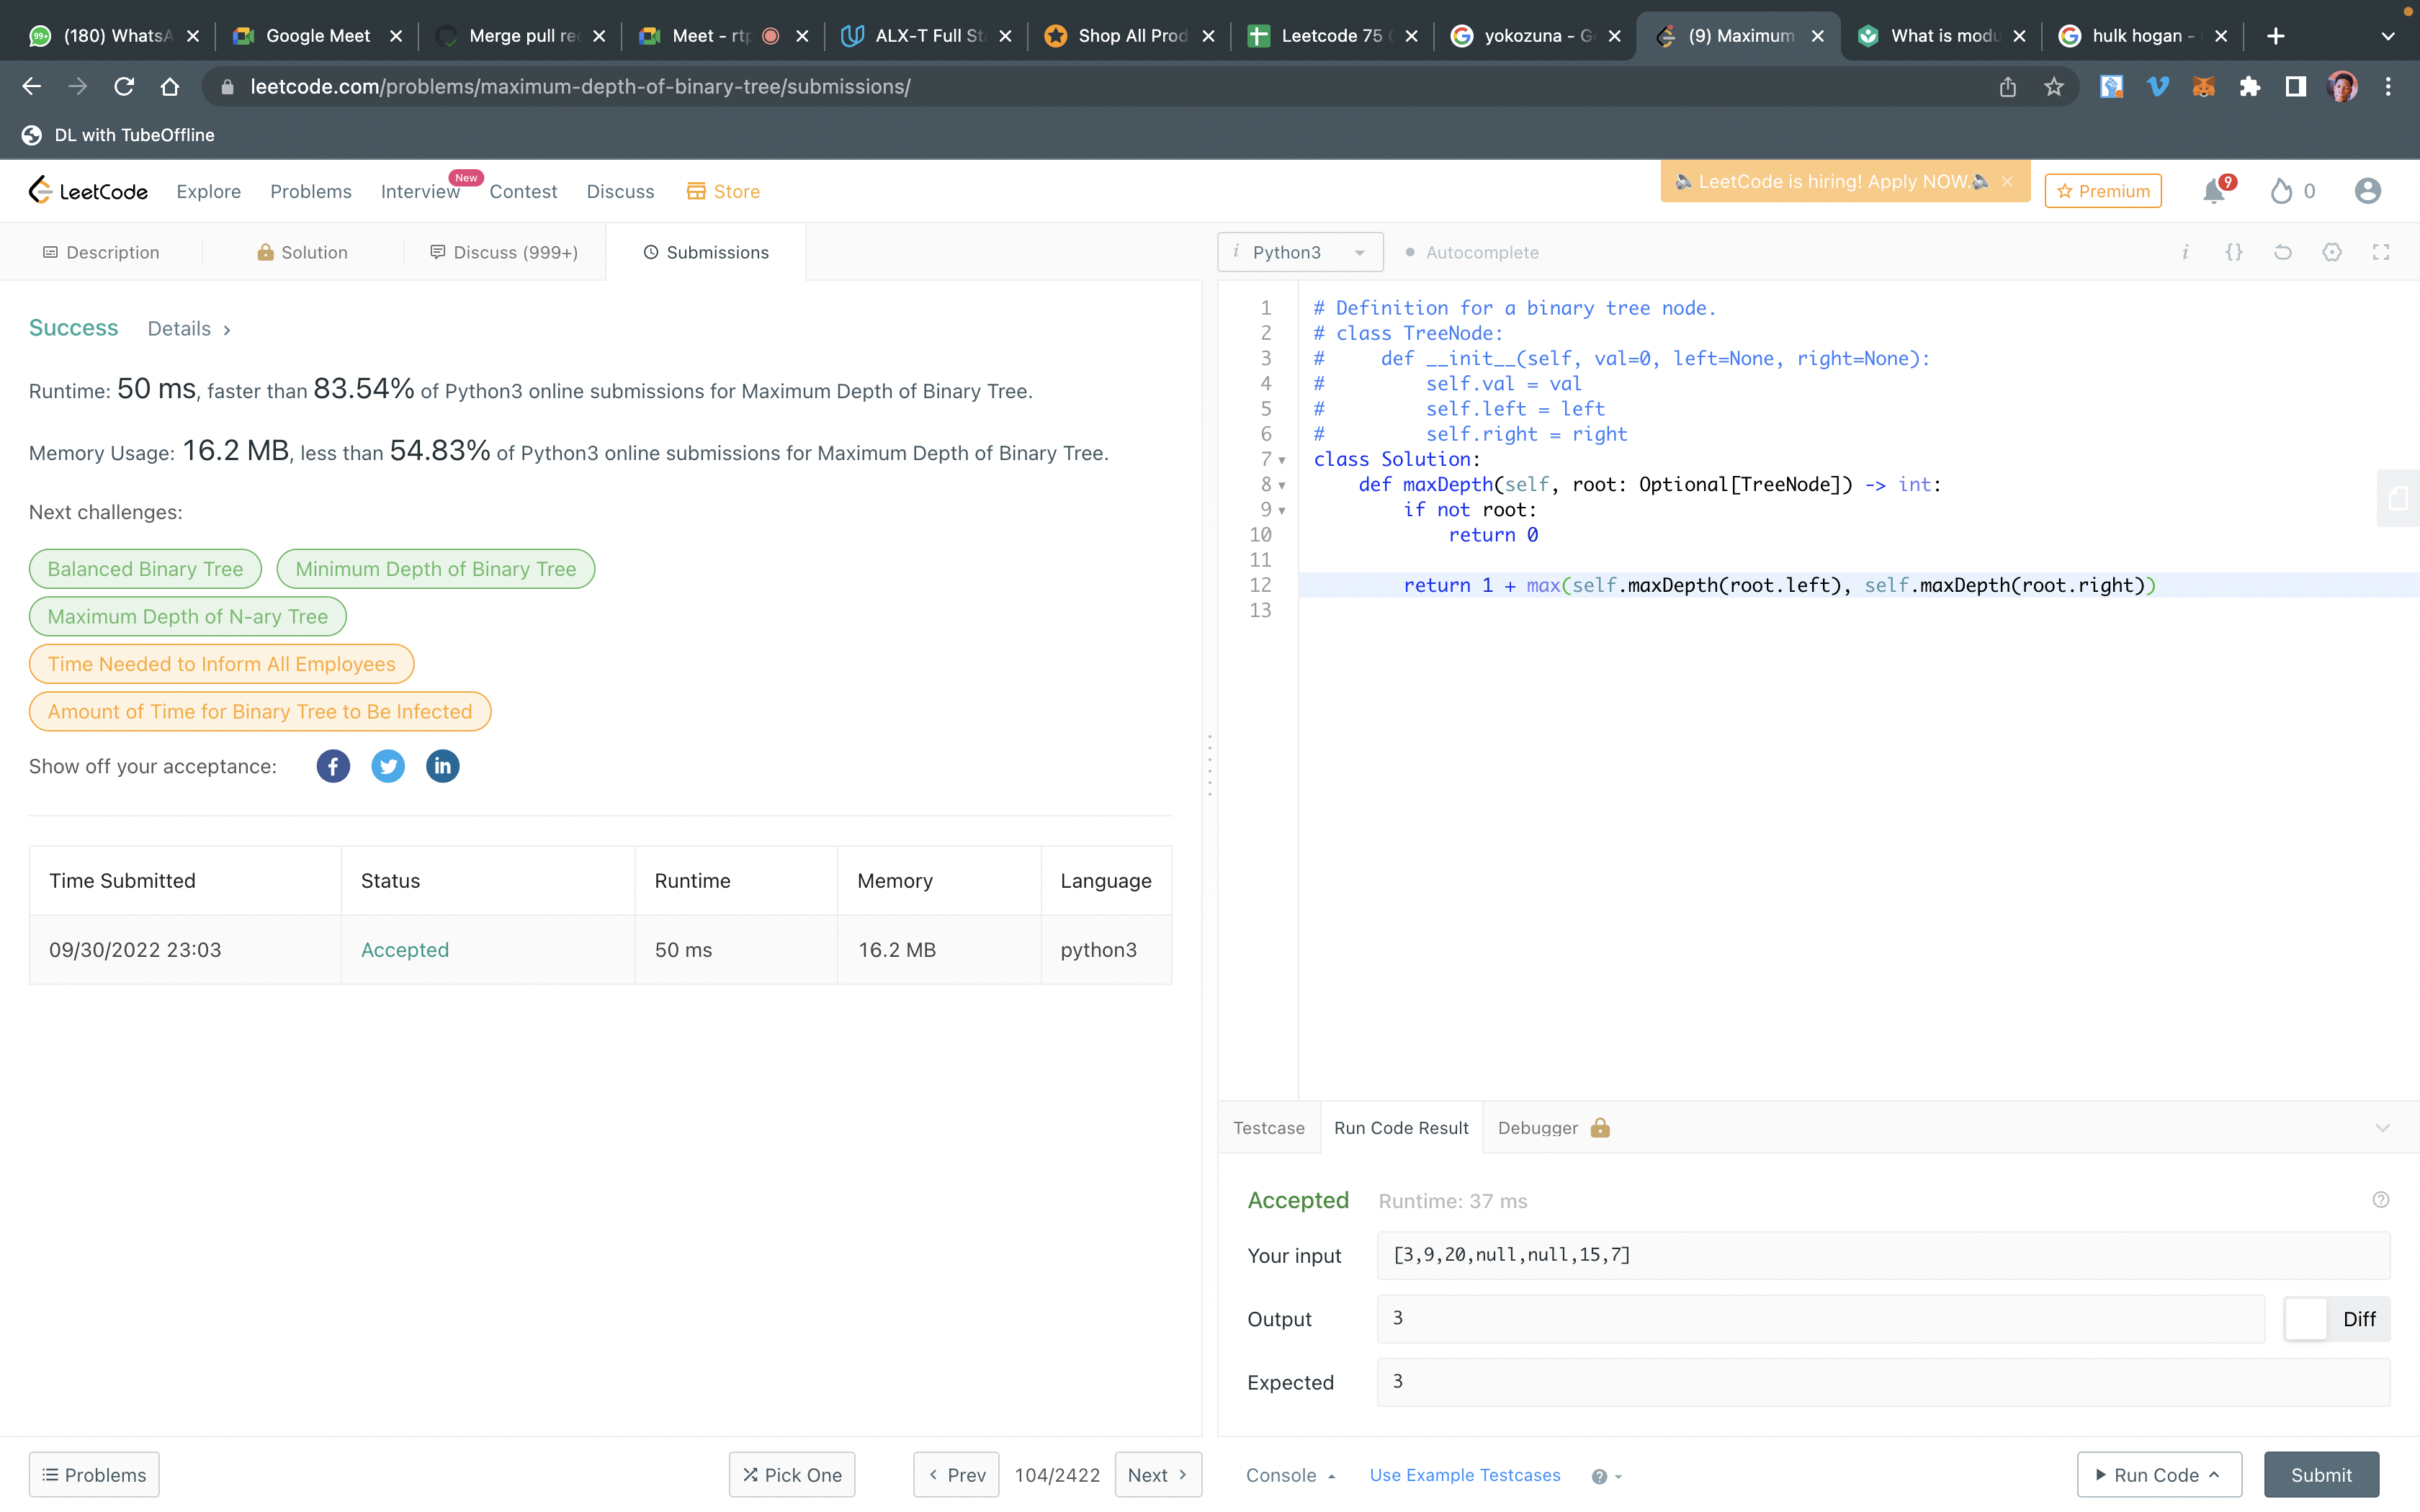 (180) WhatsA
Google Meet
Merge pull re
Meet - rtp
ALX-T Full St
Shop All Prod
Leetcode 75
yokozuna - G
(9) Maximum
What is modu
hulk hogan -
leetcode.com/problems/maximum-depth-of-binary-tree/submissions/
DL with TubeOffline
LeetCode
Explore
Problems
Interview
New
Contest
Discuss
Store
LeetCode is hiring! Apply NOW.
Premium
9
0
Description
Solution
Discuss (999+)
Submissions
Success
Details
Runtime: 50 ms, faster than 83.54% of Python3 online submissions for Maximum Depth of Binary Tree.
Memory Usage: 16.2 MB, less than 54.83% of Python3 online submissions for Maximum Depth of Binary Tree.
Next challenges:
Balanced Binary Tree
Minimum Depth of Binary Tree
Maximum Depth of N-ary Tree
Time Needed to Inform All Employees
Amount of Time for Binary Tree to Be Infected
Show off your acceptance:
Time Submitted Status Runtime Memory Language
09/30/2022 23:03 Accepted 50 ms 16.2 MB python3
Problems
Pick One
Prev
104/2422
Next
i Python3
Autocomplete
i {}
1 # Definition for a binary tree node.
2 # class TreeNode:
3 #     def __init__(self, val=0, left=None, right=None):
4 #         self.val = val
5 #         self.left = left
6 #         self.right = right
7 class Solution:
8     def maxDepth(self, root: Optional[TreeNode]) -> int:
9         if not root:
10             return 0
11
12         return 1 + max(self.maxDepth(root.left), self.maxDepth(root.right))
13
Testcase
Run Code Result
Debugger
Accepted
Runtime: 37 ms
Your input
[3,9,20,null,null,15,7]
Output
3
Diff
Expected
3
Console
Use Example Testcases
Run Code
Submit